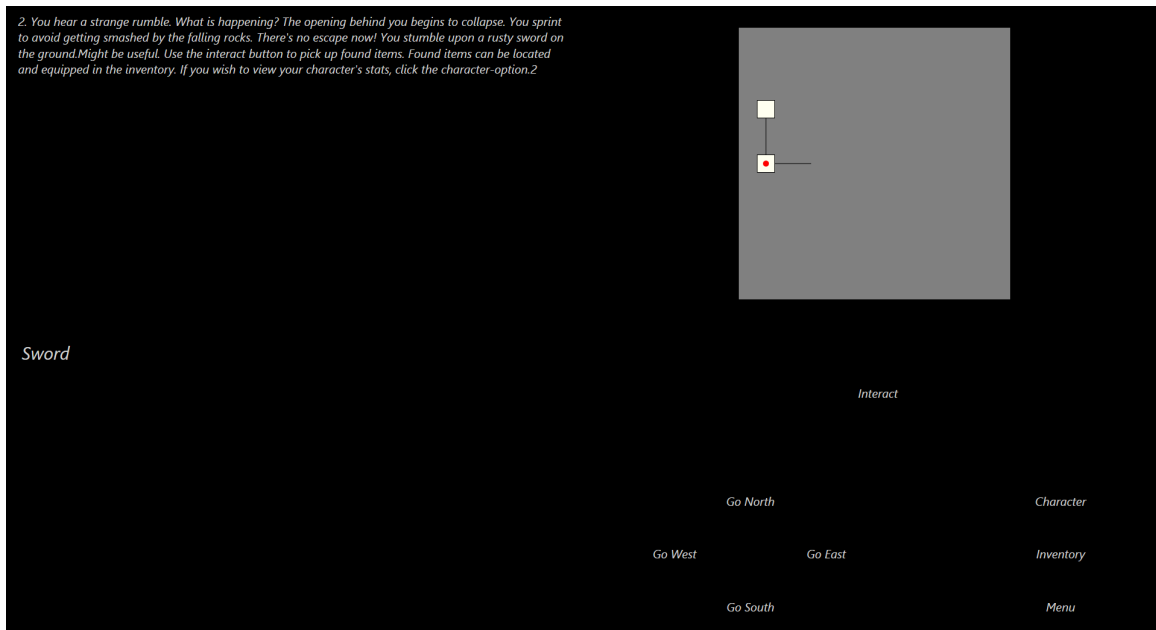 2. You hear a strange rumble. What is happening? The opening behind you begins to collapse. You sprint
to avoid getting smashed by the falling rocks. There's no escape now! You stumble upon a rusty sword on
the ground.Might be useful. Use the interact button to pick up found items. Found items can be located
and equipped in the inventory. If you wish to view your character's stats, click the character-option.2
Sword
Interact
Go North
Character
Go West
Go East
Inventory
Go South
Menu